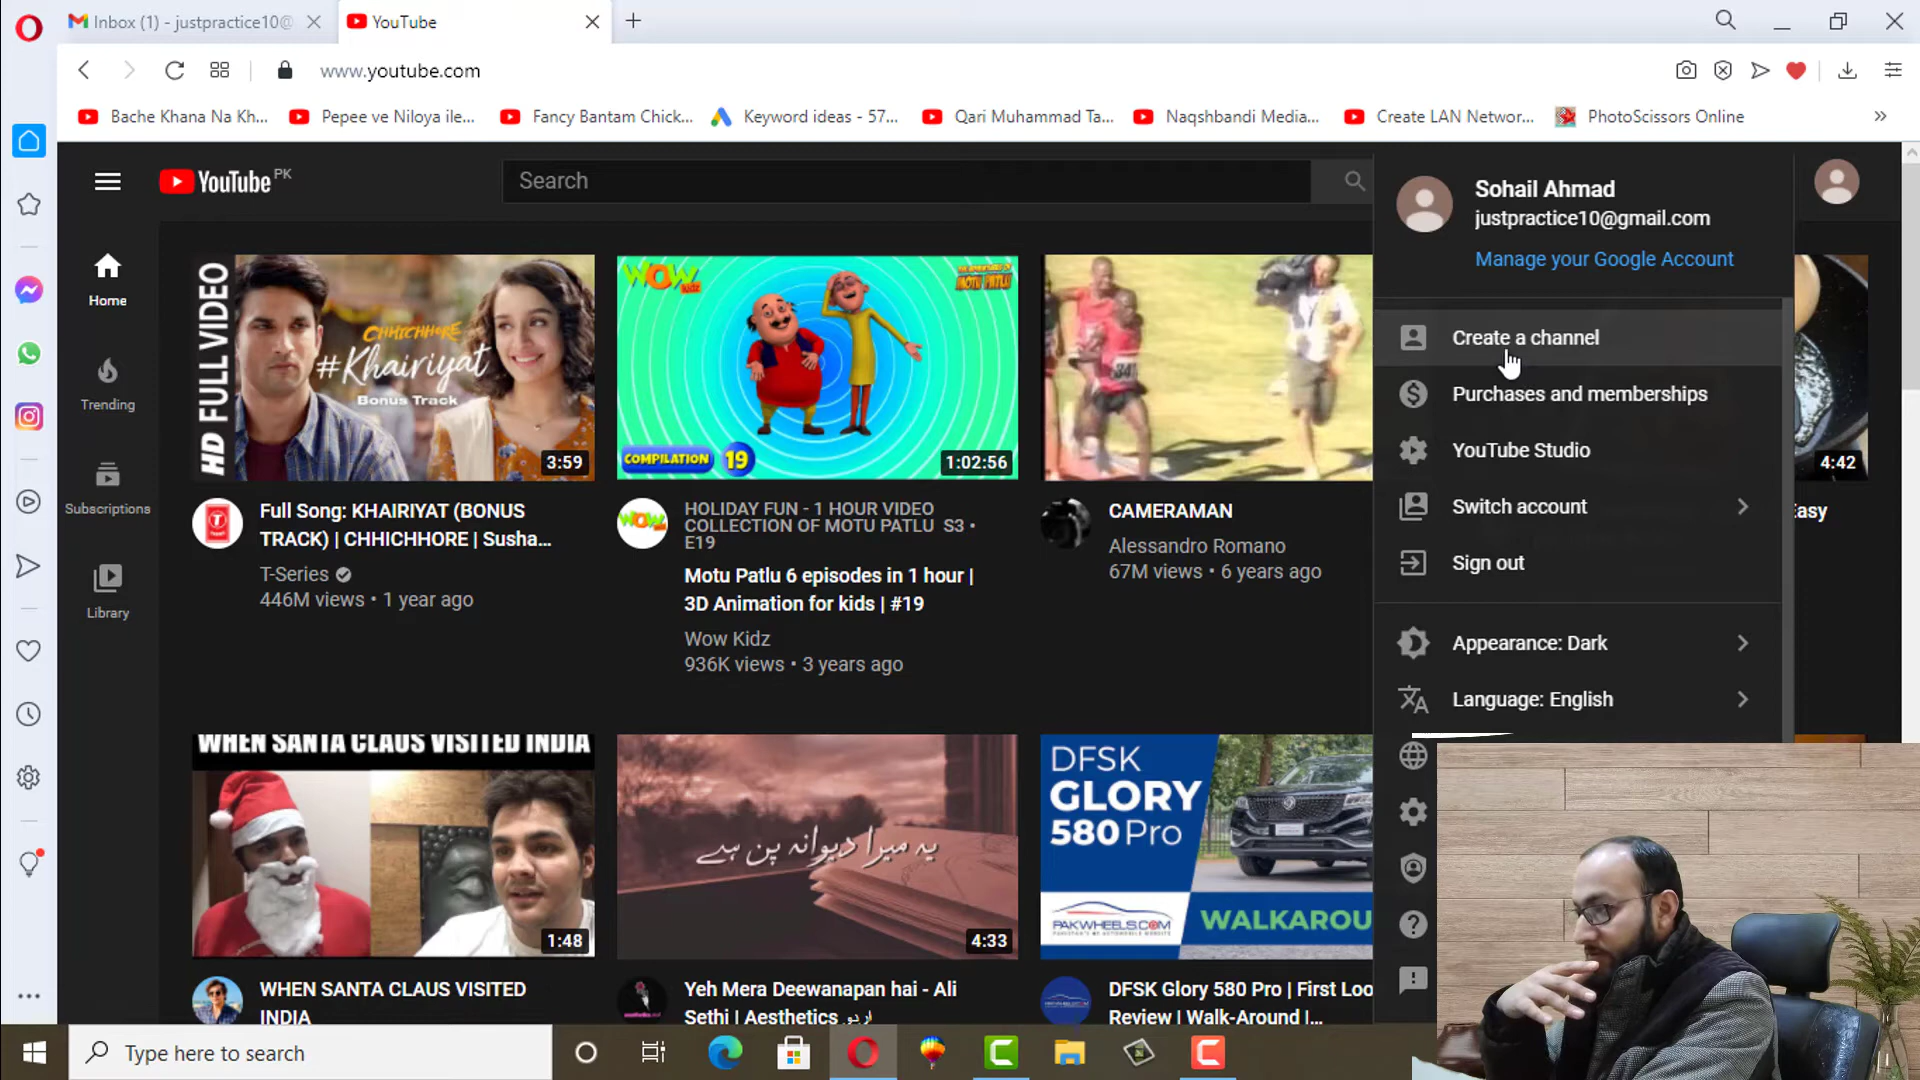 Inbox (1) - justpractice10@
YouTube
www.youtube.com
Bache Khana Na Kh...
Pepee ve Niloya ile...
Fancy Bantam Chick...
Keyword ideas - 57...
Qari Muhammad Ta...
Naqshbandi Media...
Create LAN Networ...
PhotoScissors Online
YouTube PK
Search
Sohail Ahmad
justpractice10@gmail.com
Manage your Google Account
Home
Trending
Subscriptions
Library
Create a channel
Purchases and memberships
YouTube Studio
Switch account
Sign out
Appearance: Dark
Language: English
HD FULL VIDEO
CHHICHHORE
#Khairiyat
Bonus Track
3:59
WOW
kidz
THE ADVENTURES OF
MOTU PATLU
COMPILATION 19
1:02:56
34
4:42
Full Song: KHAIRIYAT (BONUS
TRACK) | CHHICHHORE | Susha...
T-Series
446M views • 1 year ago
HOLIDAY FUN - 1 HOUR VIDEO
COLLECTION OF MOTU PATLU S3 •
E19
Motu Patlu 6 episodes in 1 hour |
3D Animation for kids | #19
Wow Kidz
936K views • 3 years ago
CAMERAMAN
Alessandro Romano
67M views • 6 years ago
Easy
WHEN SANTA CLAUS VISITED INDIA
1:48
یہ میرا دیوانہ پن ہے
4:33
DFSK
GLORY
580 Pro
PAKWHEELS.COM
WALKAROU
WHEN SANTA CLAUS VISITED
INDIA
Yeh Mera Deewanapan hai - Ali
Sethi | Aesthetics اردو
DFSK Glory 580 Pro | First Loo
Review | Walk-Around |...
Type here to search